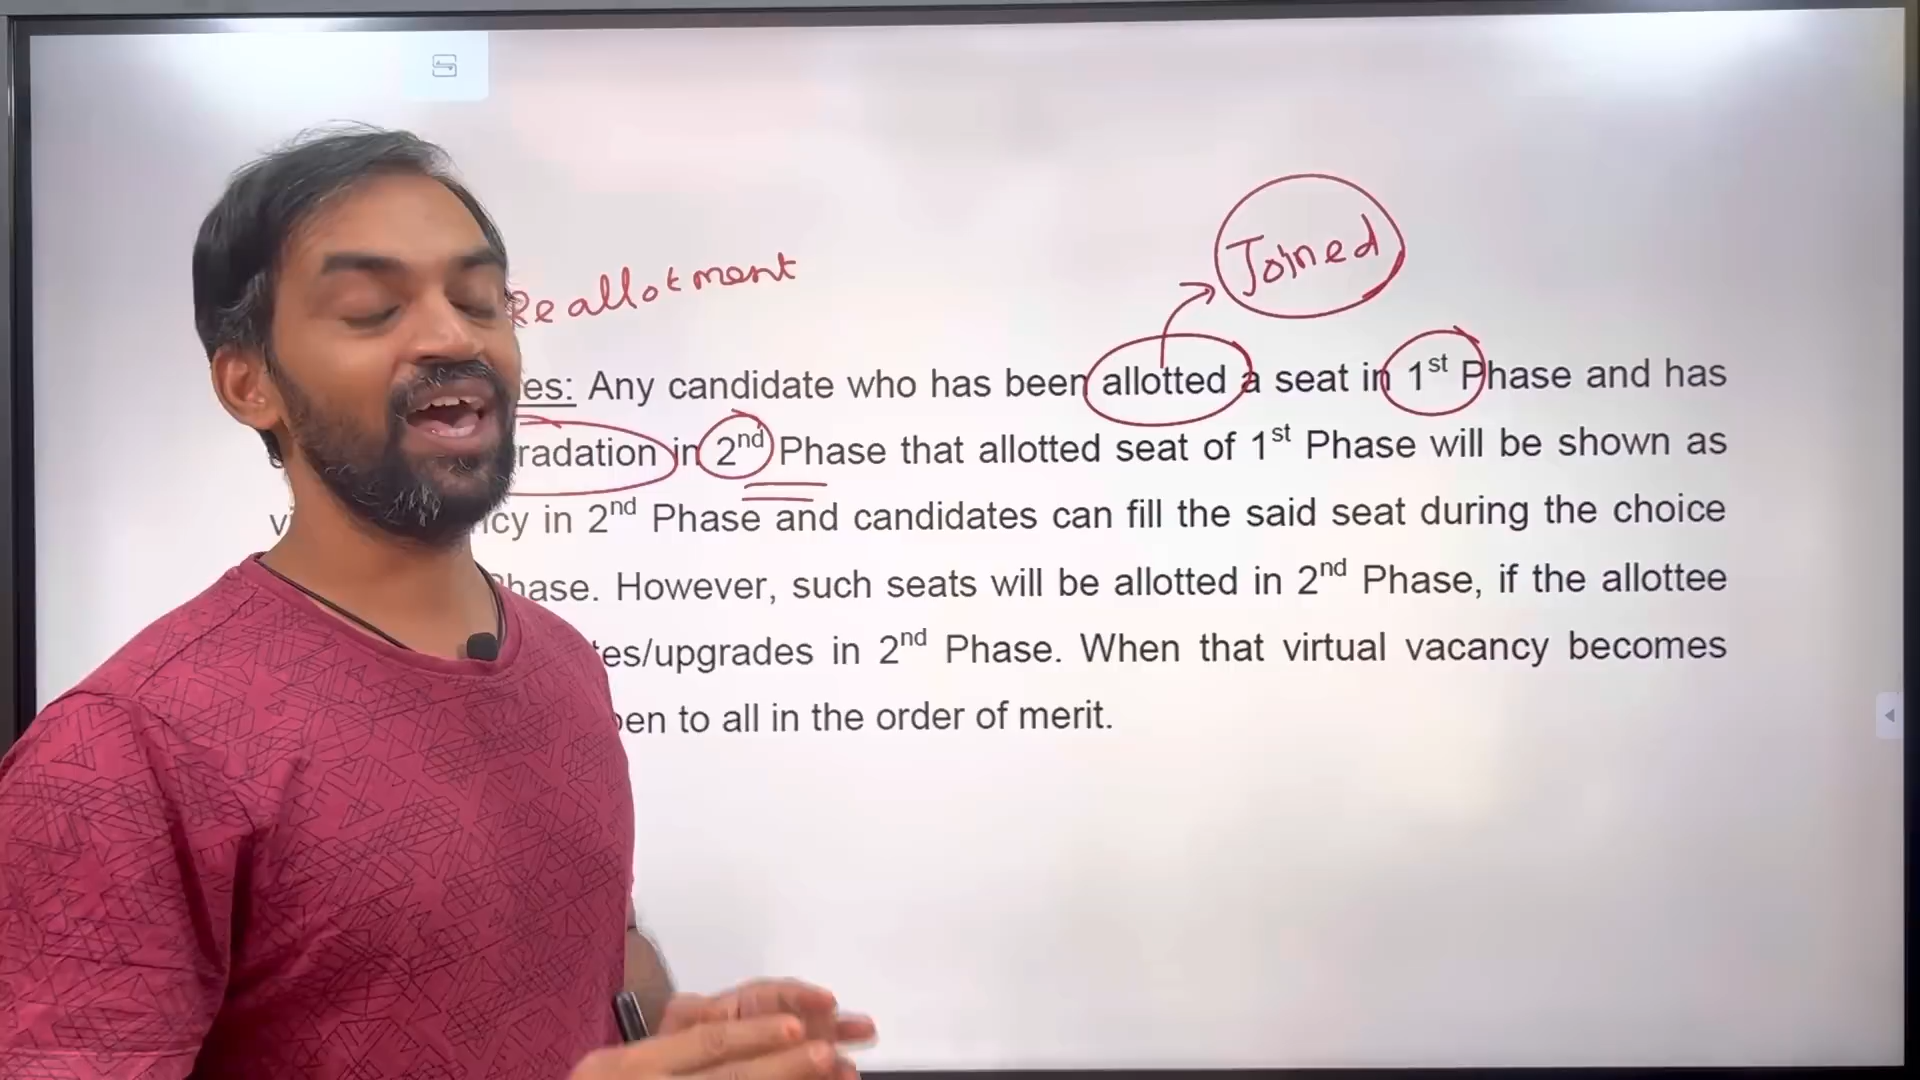 Joined
Reallotment
es: Any candidate who has been allotted a seat in 1st Phase and has
radation in 2nd Phase that allotted seat of 1st Phase will be shown as
ncy in 2nd Phase and candidates can fill the said seat during the choice
Phase. However, such seats will be allotted in 2nd Phase, if the allottee
tes/upgrades in 2nd Phase. When that virtual vacancy becomes
pen to all in the order of merit.